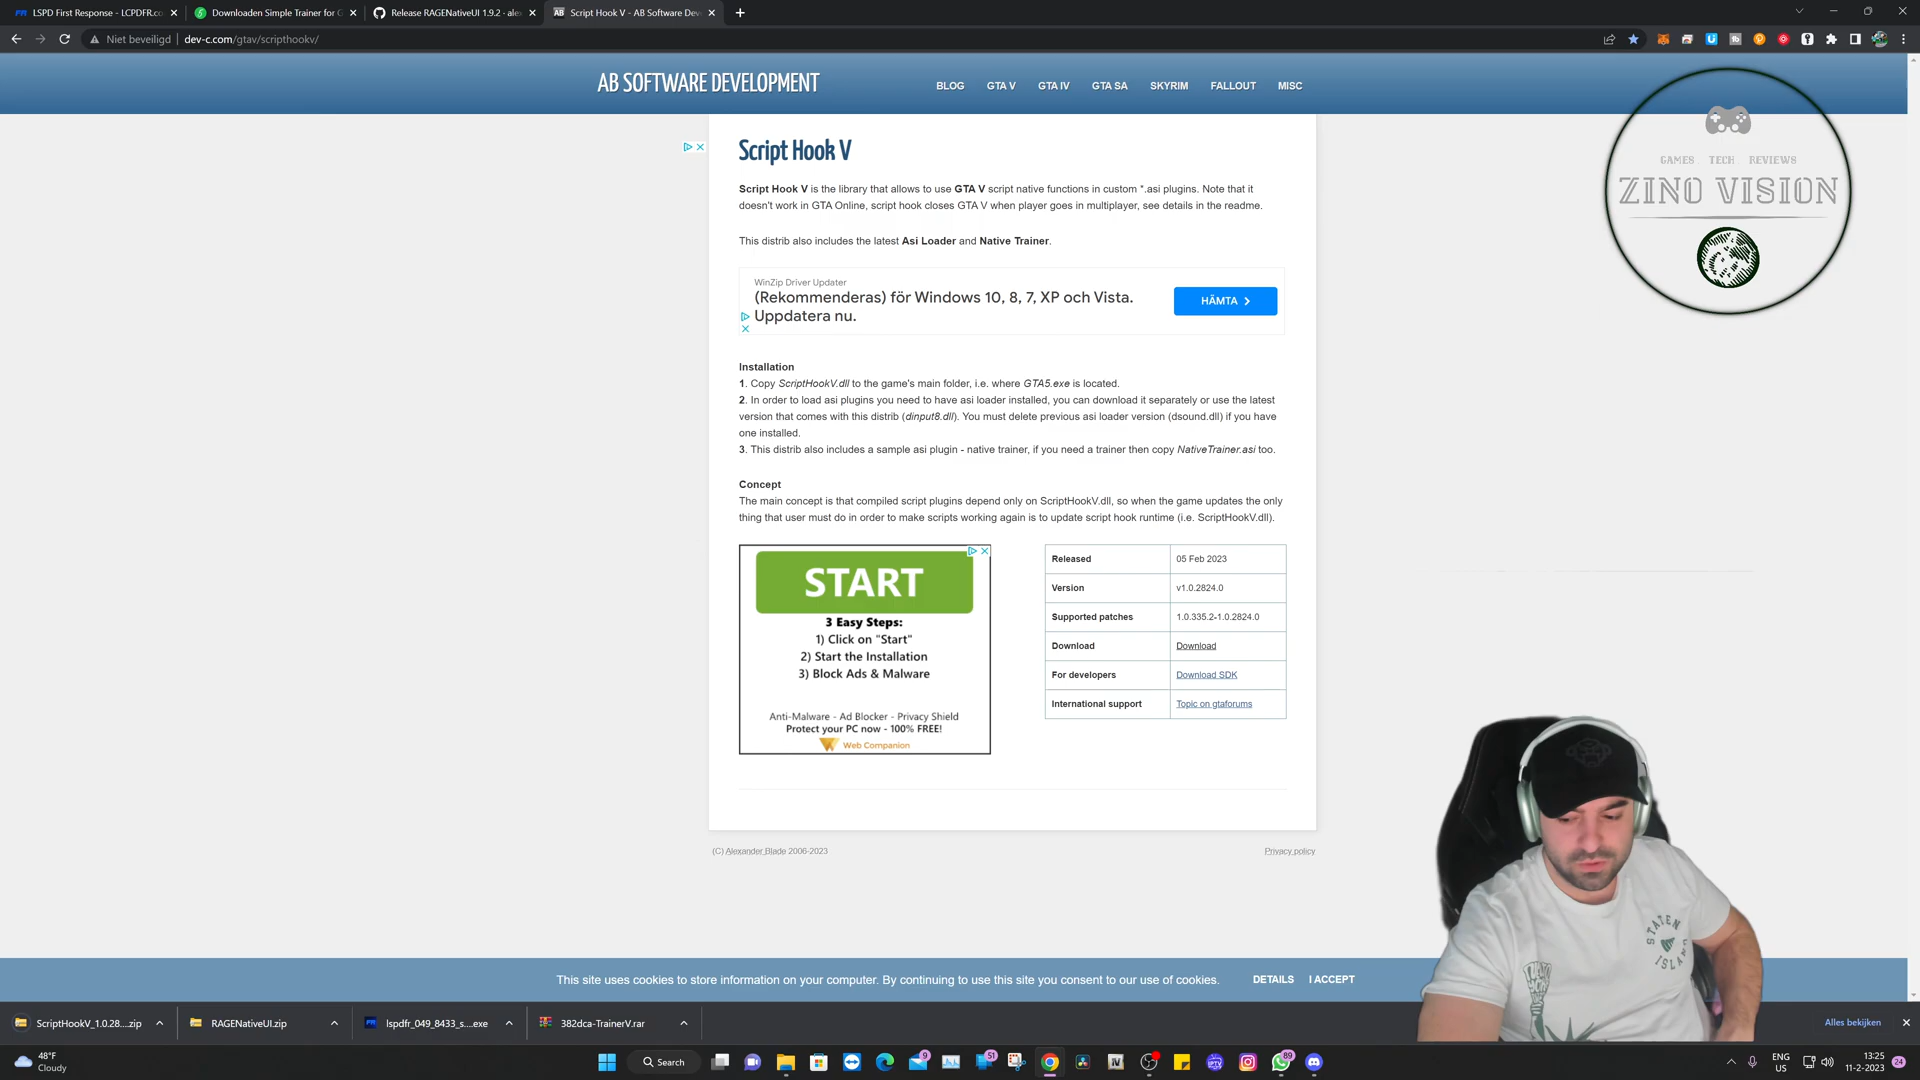 LSPD First Response - LCPDFR.co
Downloaden Simple Trainer for G
Release RAGENativeUI 1.9.2 · alex
AB Script Hook V - AB Software Dev
Niet beveiligd dev-c.com/gtav/scripthookv/
AB SOFTWARE DEVELOPMENT
BLOG GTA V GTA IV GTA SA SKYRIM FALLOUT MISC
GAMES TECH REVIEWS
ZINO VISION
Script Hook V
Script Hook V is the library that allows to use GTA V script native functions in custom *.asi plugins. Note that it
doesn't work in GTA Online, script hook closes GTA V when player goes in multiplayer, see details in the readme.
This distrib also includes the latest Asi Loader and Native Trainer.
WinZip Driver Updater
(Rekommenderas) för Windows 10, 8, 7, XP och Vista.
Uppdatera nu.
HÄMTA
Installation
1. Copy ScriptHookV.dll to the game's main folder, i.e. where GTA5.exe is located.
2. In order to load asi plugins you need to have asi loader installed, you can download it separately or use the latest
version that comes with this distrib (dinput8.dll). You must delete previous asi loader version (dsound.dll) if you have
one installed.
3. This distrib also includes a sample asi plugin - native trainer, if you need a trainer then copy NativeTrainer.asi too.
Concept
The main concept is that compiled script plugins depend only on ScriptHookV.dll, so when the game updates the only
thing that user must do in order to make scripts working again is to update script hook runtime (i.e. ScriptHookV.dll).
START
3 Easy Steps:
1) Click on "Start"
2) Start the Installation
3) Block Ads & Malware
Anti-Malware - Ad Blocker - Privacy Shield
Protect your PC now - 100% FREE!
Web Companion
Released 05 Feb 2023
Version v1.0.2824.0
Supported patches 1.0.335.2-1.0.2824.0
Download Download
For developers Download SDK
International support Topic on gtaforums
(C) Alexander Blade 2006-2023
Privacy policy
STATEN
ISLAN
This site uses cookies to store information on your computer. By continuing to use this site you consent to our use of cookies. DETAILS I ACCEPT
ScriptHookV_1.0.28....zip
RAGENativeUI.zip
lspdfr_049_8433_s....exe
382dca-TrainerV.rar
Alles bekijken
48°F
Cloudy
Search
9
51
IV
89
ENG
US
13:25
11-2-2023
24